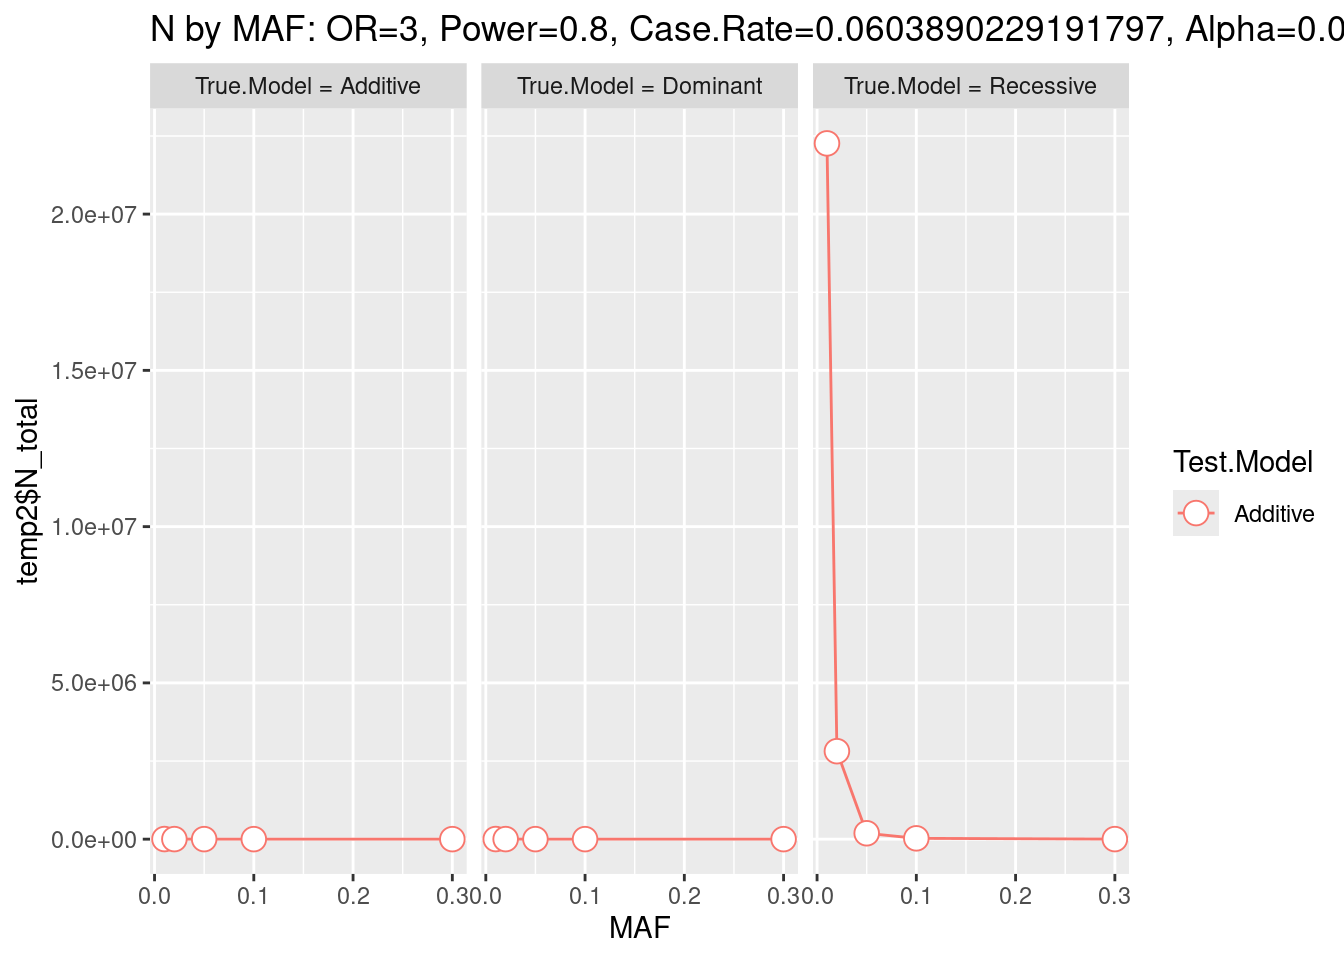 N by MAF: OR=3, Power=0.8, Case.Rate=0.0603890229191797, Alpha=0.0
True.Model = Additive
True.Model = Dominant
True.Model = Recessive
2.0e+07
1.5e+07
1.0e+07
5.0e+06
0.0e+00
temp2$N_total
0.0 0.1 0.2 0.3
0.0 0.1 0.2 0.3
0.0 0.1 0.2 0.3
MAF
Test.Model
Additive